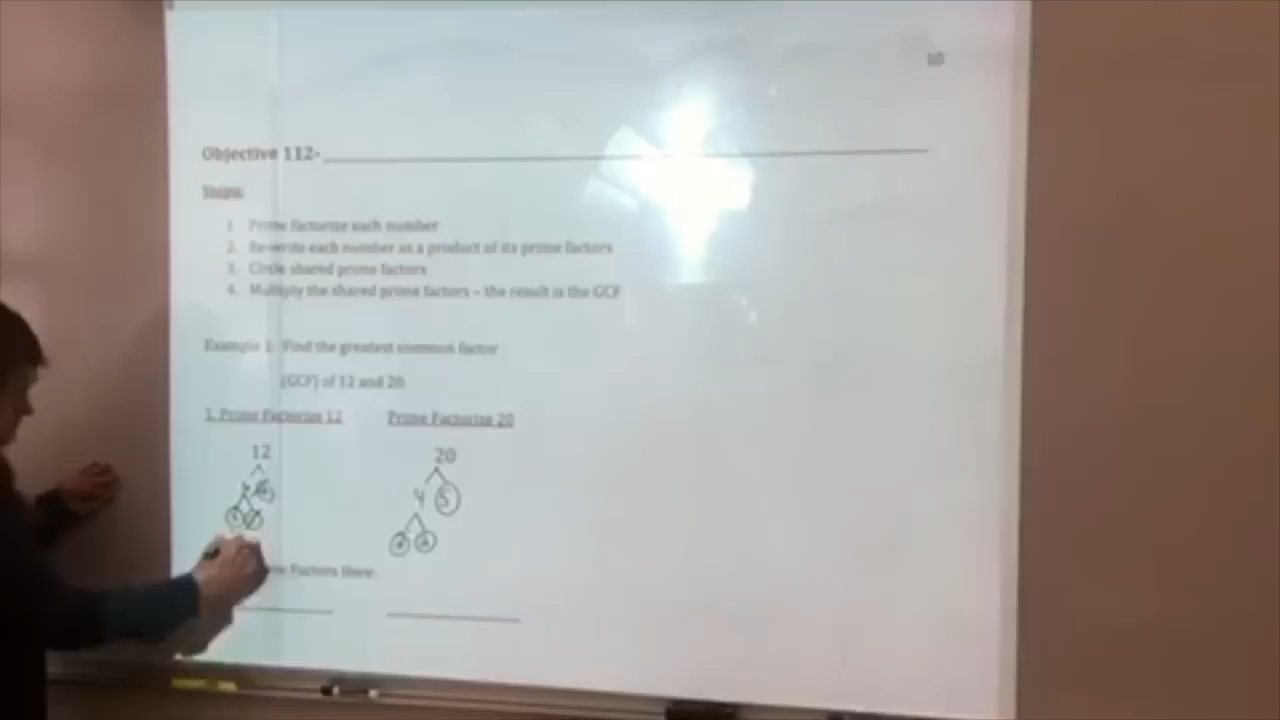 10
Objective 112-
Steps:
1. Prime factorize each number
2. Re-write each number as a product of its prime factors
3. Circle shared prime factors
4. Multiply the shared prime factors – the result is the GCF
Example 1: Find the greatest common factor
(GCF) of 12 and 20.
1. Prime Factorize 12 Prime Factorize 20
12 20
4 5
2 2
Factors Here: